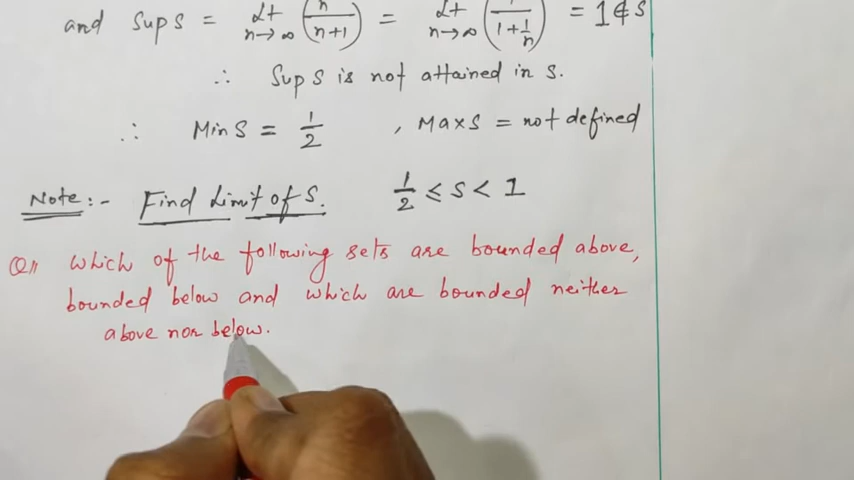 and Sup S = Lt n→∞ (n/n+1) = Lt n→∞ (1/1+1/n) = 1 ∉ S
∴ Sup S is not attained in S.
∴ Min S = 1/2 , Max S = not defined
Note:- Find Limit of S. 1/2 ≤ S < 1
Q11 Which of the following sets are bounded above,
bounded below and which are bounded neither
above nor below.